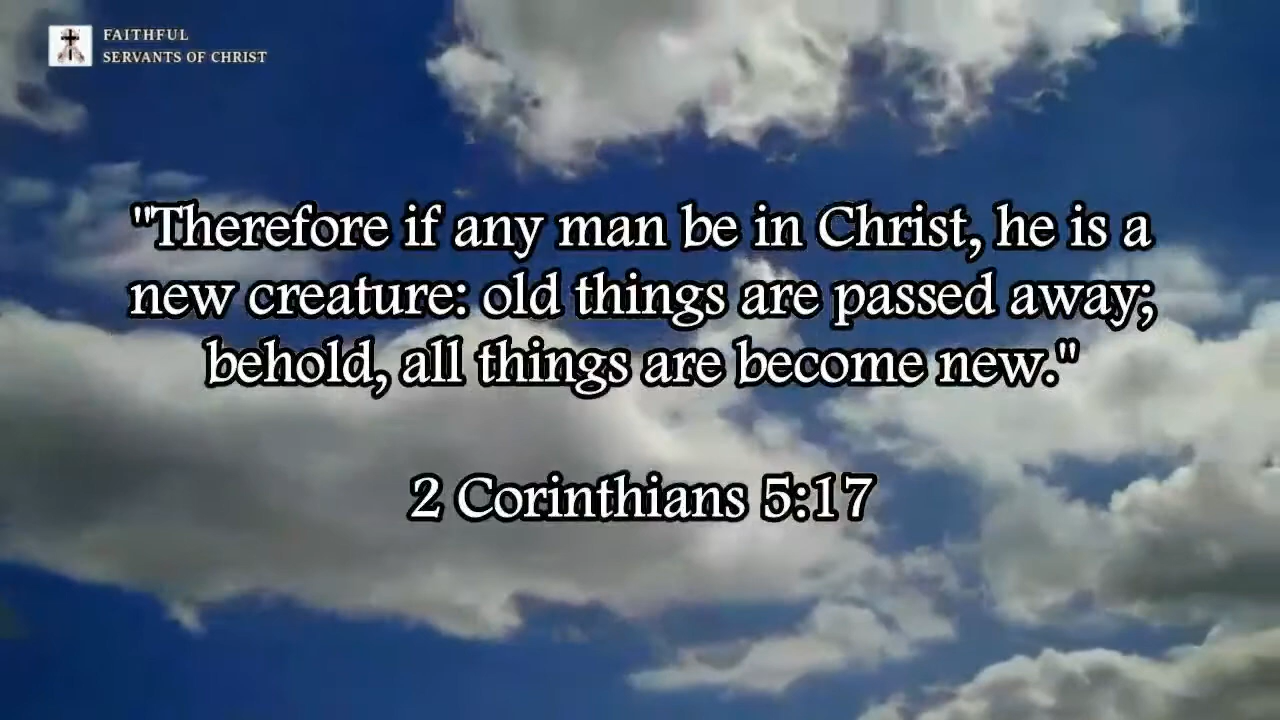 FAITHFUL
SERVANTS OF CHRIST
"Therefore if any man be in Christ, he is a
new creature: old things are passed away;
behold, all things are become new."
2 Corinthians 5:17